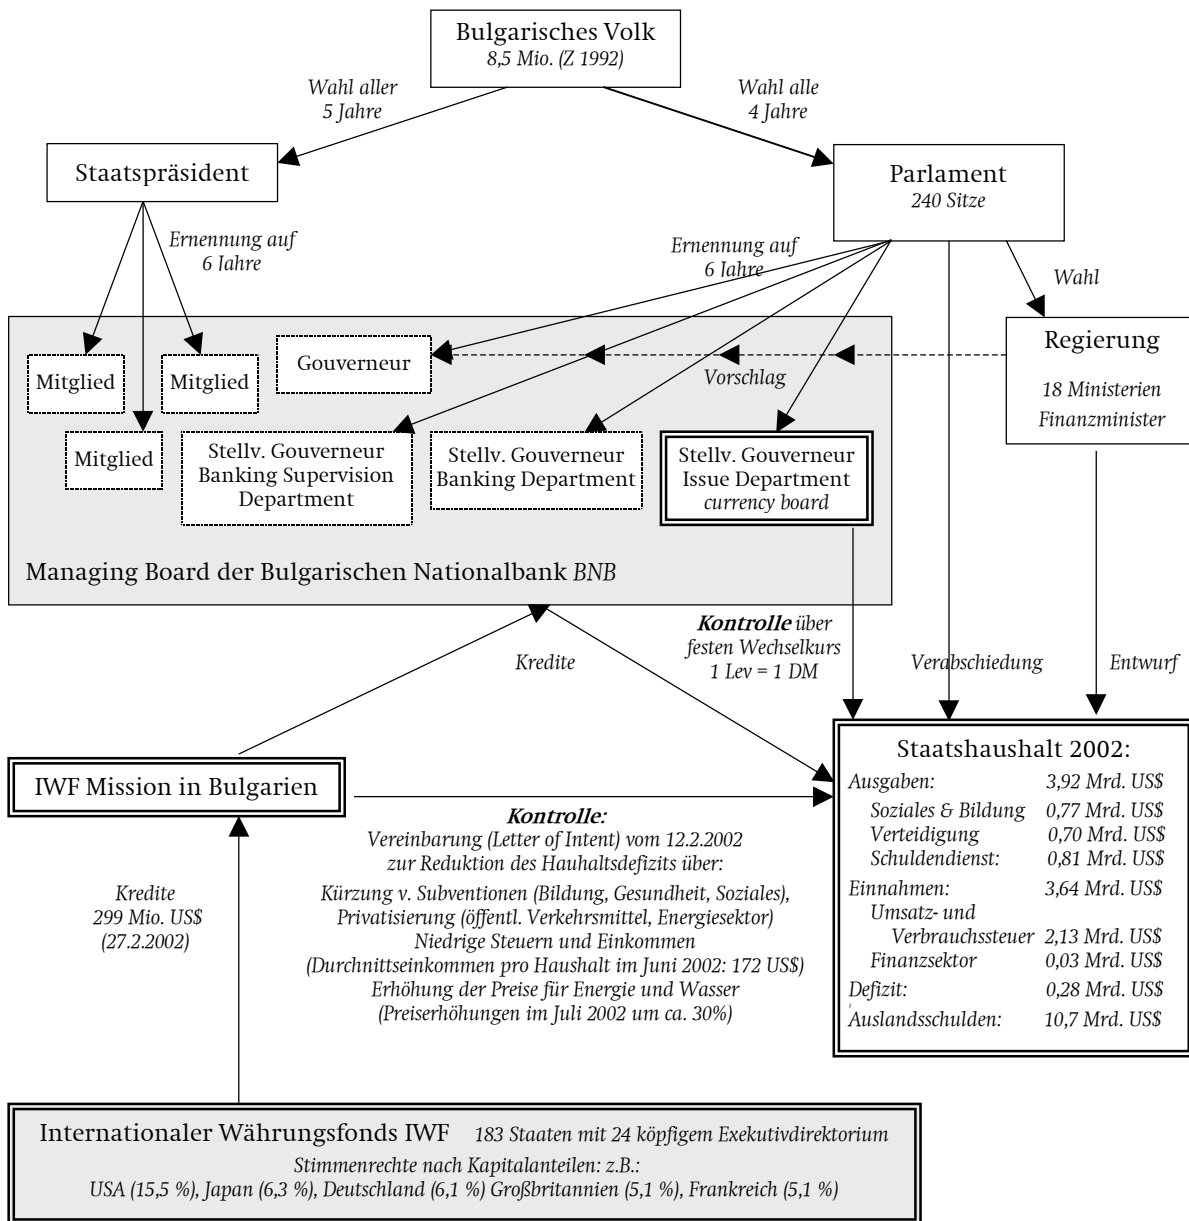 Bulgarisches Volk
8,5 Mio. (Z 1992)
Wahl aller
5 Jahre
Wahl alle
4 Jahre
Staatspräsident
Parlament
240 Sitze
Ernennung auf
6 Jahre
Ernennung auf
6 Jahre
Wahl
Regierung
18 Ministerien
Finanzminister
Gouverneur
Vorschlag
Mitglied
Mitglied
Mitglied
Stellv. Gouverneur
Banking Supervision
Department
Stellv. Gouverneur
Banking Department
Stellv. Gouverneur
Issue Department
currency board
Managing Board der Bulgarischen Nationalbank BNB
Kredite
Kontrolle über
festen Wechselkurs
1 Lev = 1 DM
Verabschiedung
Entwurf
IWF Mission in Bulgarien
Kontrolle:
Vereinbarung (Letter of Intent) vom 12.2.2002
zur Reduktion des Hauhaltsdefizits über:
Kürzung v. Subventionen (Bildung, Gesundheit, Soziales),
Privatisierung (öffentl. Verkehrsmittel, Energiesektor)
Niedrige Steuern und Einkommen
(Durchnittseinkommen pro Haushalt im Juni 2002: 172 US$)
Erhöhung der Preise für Energie und Wasser
(Preiserhöhungen im Juli 2002 um ca. 30%)
Kredite
299 Mio. US$
(27.2.2002)
Staatshaushalt 2002:
Ausgaben: 3,92 Mrd. US$
Soziales & Bildung 0,77 Mrd. US$
Verteidigung 0,70 Mrd. US$
Schuldendienst: 0,81 Mrd. US$
Einnahmen: 3,64 Mrd. US$
Umsatz- und
Verbrauchssteuer 2,13 Mrd. US$
Finanzsektor 0,03 Mrd. US$
Defizit: 0,28 Mrd. US$
Auslandsschulden: 10,7 Mrd. US$
Internationaler Währungsfonds IWF 183 Staaten mit 24 köpfigem Exekutivdirektorium
Stimmenrechte nach Kapitalanteilen: z.B.:
USA (15,5 %), Japan (6,3 %), Deutschland (6,1 %) Großbritannien (5,1 %), Frankreich (5,1 %)